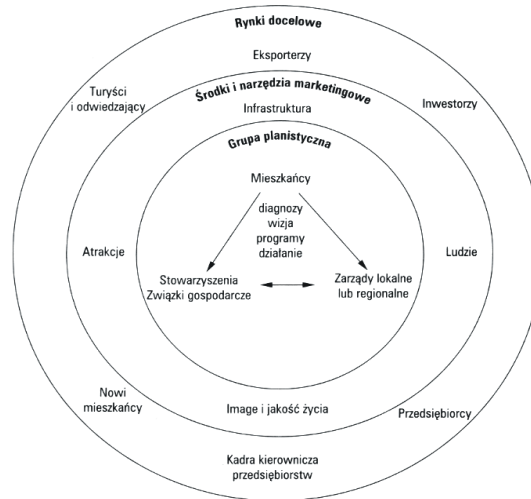 Rynki docelowe
Eksporterzy
Turyści
i odwiedzający
Środki i narzędzia marketingowe
Inwestorzy
Infrastruktura
Grupa planistyczna
Mieszkańcy
diagnozy
wizja
programy
działanie
Atrakcje
Ludzie
Stowarzyszenia
Związki gospodarcze
Zarządy lokalne
lub regionalne
Nowi
mieszkańcy
Image i jakość życia
Przedsiębiorcy
Kadra kierownicza
przedsiębiorstw